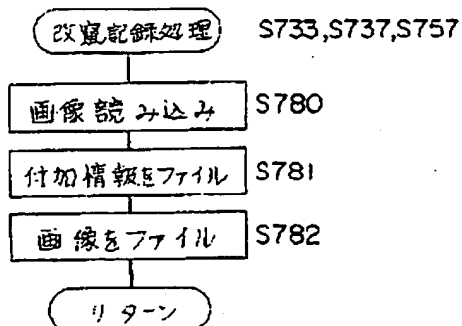 改竄記録処理 S733,S737,S757
画像読み込み S780
付加情報をファイル S781
画像をファイル S782
リターン